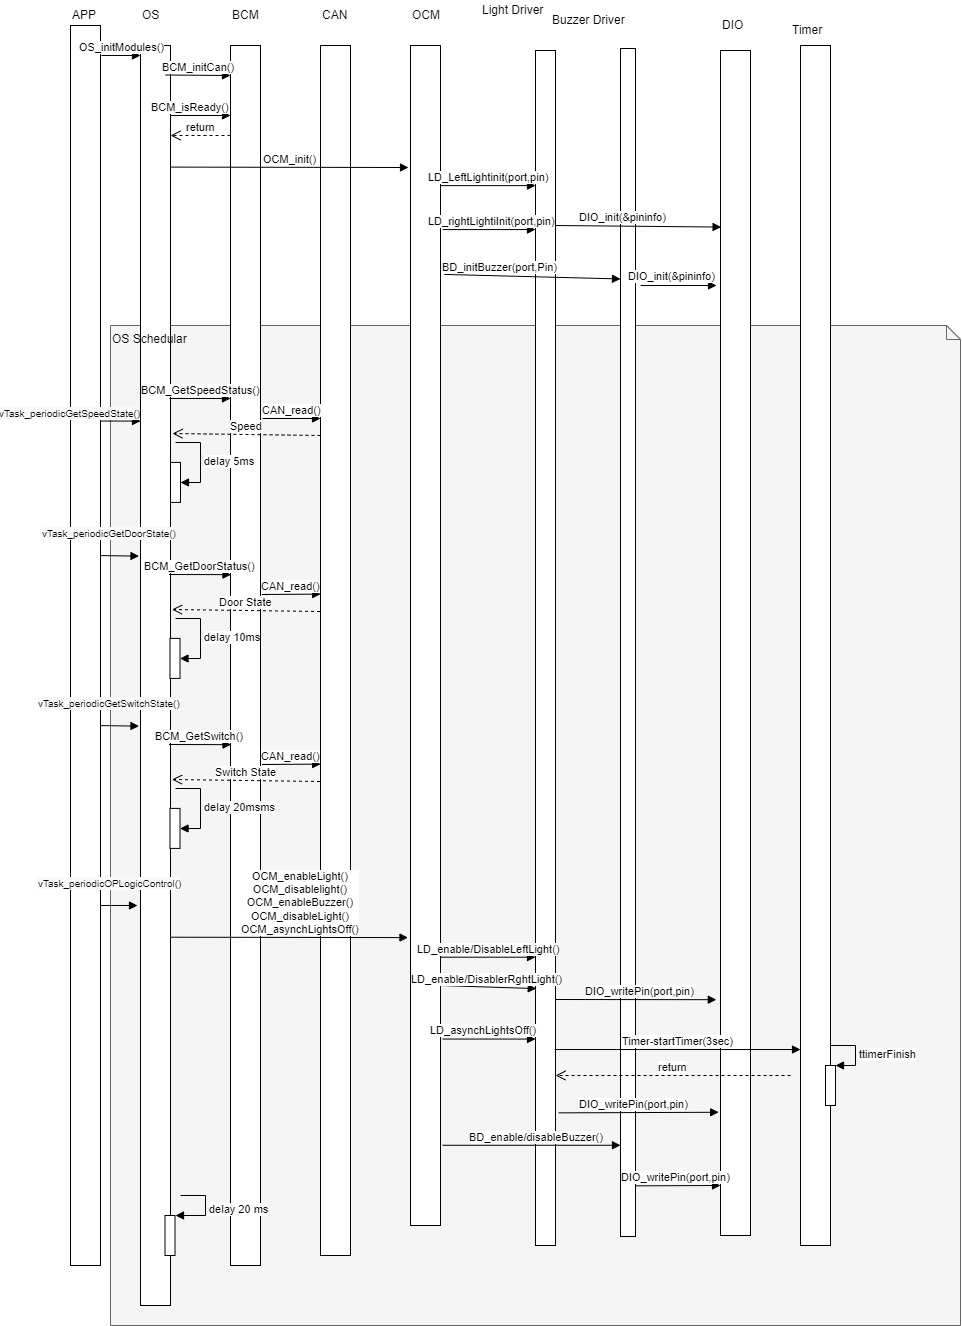 APP
OS
BCM
CAN
OCM
Light Driver
Buzzer Driver
DIO
Timer
OS_initModules()
BCM_initCan()
BCM_isReady()
return
OCM_init()
LD_LeftLightinit(port,pin)
LD_rightLightiInit(port,pin)
DIO_init(&pininfo)
BD_initBuzzer(port,Pin)
DIO_init(&pininfo)
OS Schedular
BCM_GetSpeedStatus()
CAN_read()
vTask_periodicGetSpeedState()
Speed
delay 5ms
vTask_periodicGetDoorState()
BCM_GetDoorStatus()
CAN_read()
Door State
delay 10ms
vTask_periodicGetSwitchState()
BCM_GetSwitch()
CAN_read()
Switch State
delay 20msms
vTask_periodicOPLogicControl()
OCM_enableLight()
OCM_disablelight()
OCM_enableBuzzer()
OCM_disableLight()
OCM_asynchLightsOff()
LD_enable/DisableLeftLight()
LD_enable/DisablerRghtLight()
DIO_writePin(port,pin)
LD_asynchLightsOff()
Timer-startTimer(3sec)
ttimerFinish
return
DIO_writePin(port,pin)
BD_enable/disableBuzzer()
DIO_writePin(port,pin)
delay 20 ms